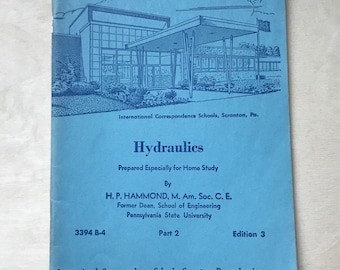 International Correspondence Schools, Scranton, Pa.
Hydraulics
Prepared Especially for Home Study
By
H. P. HAMMOND, M. Am. Soc. C. E.
Former Dean, School of Engineering
Pennsylvania State University
3394 B-4 Part 2 Edition 3